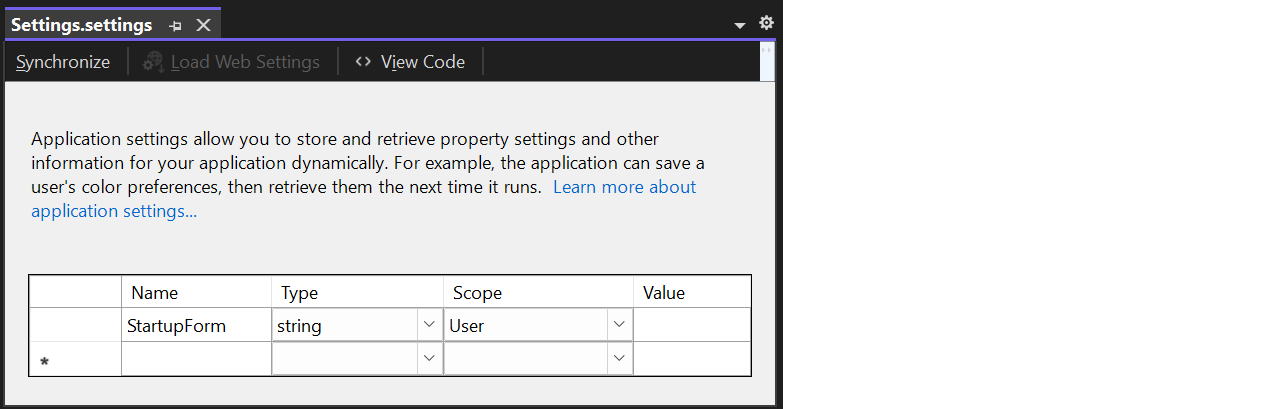 Settings.settings
Synchronize Load Web Settings View Code
Application settings allow you to store and retrieve property settings and other
information for your application dynamically. For example, the application can save a
user's color preferences, then retrieve them the next time it runs. Learn more about
application settings...
Name Type Scope Value
StartupForm string User
*